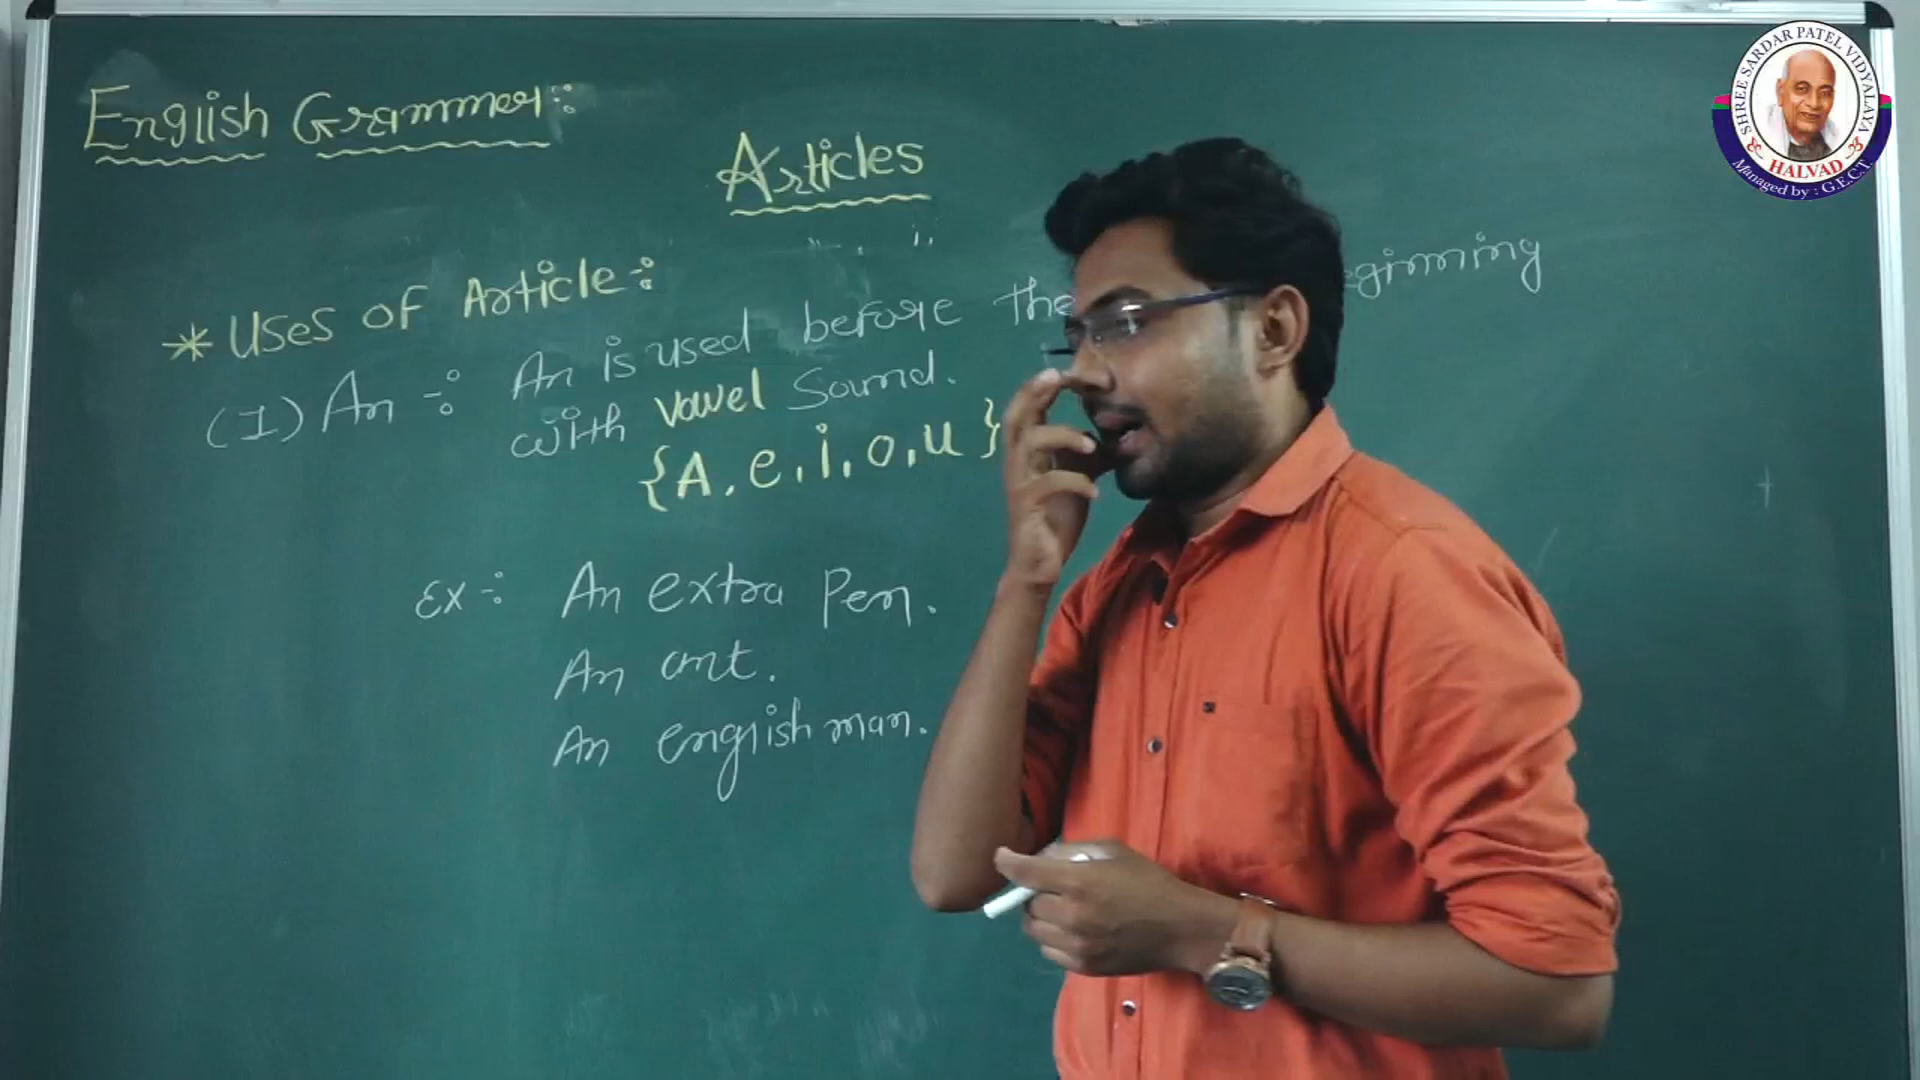 English Grammer :
Articles
* Uses of Article :-
(1) An :- An is used before the ginning
with vowel Sound.
{A, e, i, o, u}
Ex :- An extra Pen.
An ant.
An english man.
SHREE SARDAR PATEL VIDYALAYA
HALVAD
Managed by : G.E.C.T.